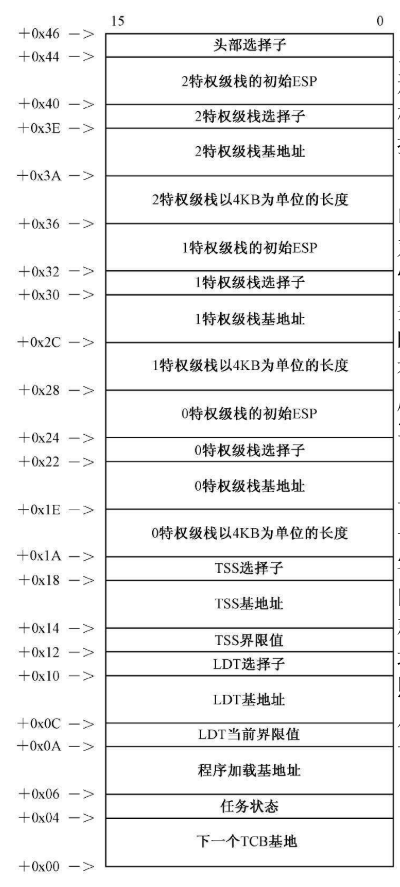 15 0
+0x46 —>
头部选择子
+0x44 —>
2特权级栈的初始ESP
+0x40 —>
2特权级栈选择子
+0x3E —>
2特权级栈基地址
+0x3A —>
2特权级栈以4KB为单位的长度
+0x36 —>
1特权级栈的初始ESP
+0x32 —>
1特权级栈选择子
+0x30 —>
1特权级栈基地址
+0x2C —>
1特权级栈以4KB为单位的长度
+0x28 —>
0特权级栈的初始ESP
+0x24 —>
0特权级栈选择子
+0x22 —>
0特权级栈基地址
+0x1E —>
0特权级栈以4KB为单位的长度
+0x1A —>
TSS选择子
+0x18 —>
TSS基地址
+0x14 —>
TSS界限值
+0x12 —>
LDT选择子
+0x10 —>
LDT基地址
+0x0C —>
LDT当前界限值
+0x0A —>
程序加载基地址
+0x06 —>
任务状态
+0x04 —>
下一个TCB基地
+0x00 —>